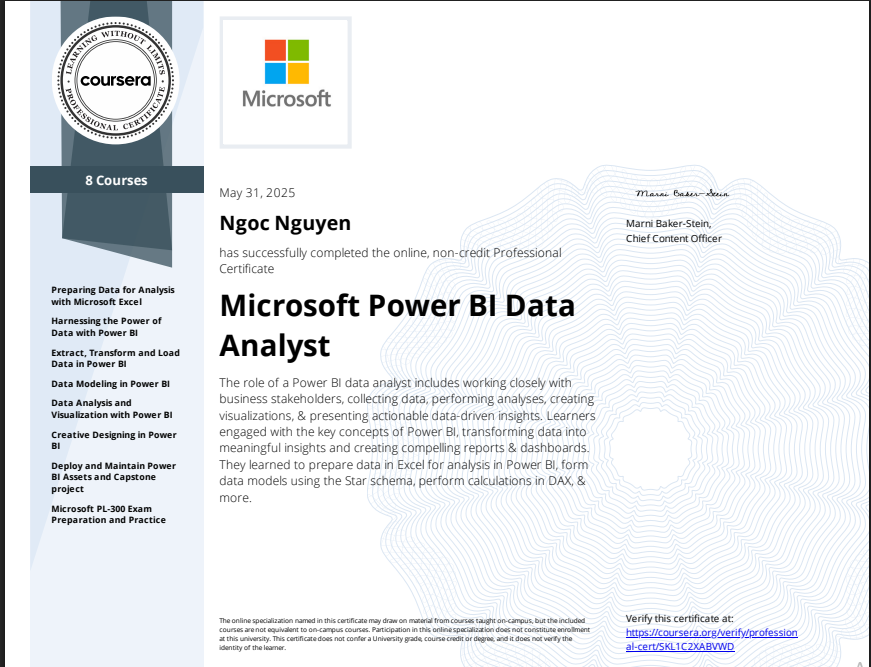 LEARNING WITHOUT LIMITS
coursera
PROFESSIONAL CERTIFICATE
8 Courses
Preparing Data for Analysis
with Microsoft Excel
Harnessing the Power of
Data with Power BI
Extract, Transform and Load
Data in Power BI
Data Modeling in Power BI
Data Analysis and
Visualization with Power BI
Creative Designing in Power
BI
Deploy and Maintain Power
BI Assets and Capstone
project
Microsoft PL-300 Exam
Preparation and Practice
Microsoft
May 31, 2025
Ngoc Nguyen
has successfully completed the online, non-credit Professional
Certificate
Microsoft Power BI Data
Analyst
The role of a Power BI data analyst includes working closely with
business stakeholders, collecting data, performing analyses, creating
visualizations, & presenting actionable data-driven insights. Learners
engaged with the key concepts of Power BI, transforming data into
meaningful insights and creating compelling reports & dashboards.
They learned to prepare data in Excel for analysis in Power BI, form
data models using the Star schema, perform calculations in DAX, &
more.
Marni Baker-Stein
Marni Baker-Stein,
Chief Content Officer
The online specialization named in this certificate may draw on material from courses taught on-campus, but the included
courses are not equivalent to on-campus courses. Participation in this online specialization does not constitute enrollment
at this university. This certificate does not confer a University grade, course credit or degree, and it does not verify the
identity of the learner.
Verify this certificate at:
https://coursera.org/verify/profession
al-cert/5KL1C2XABVWD